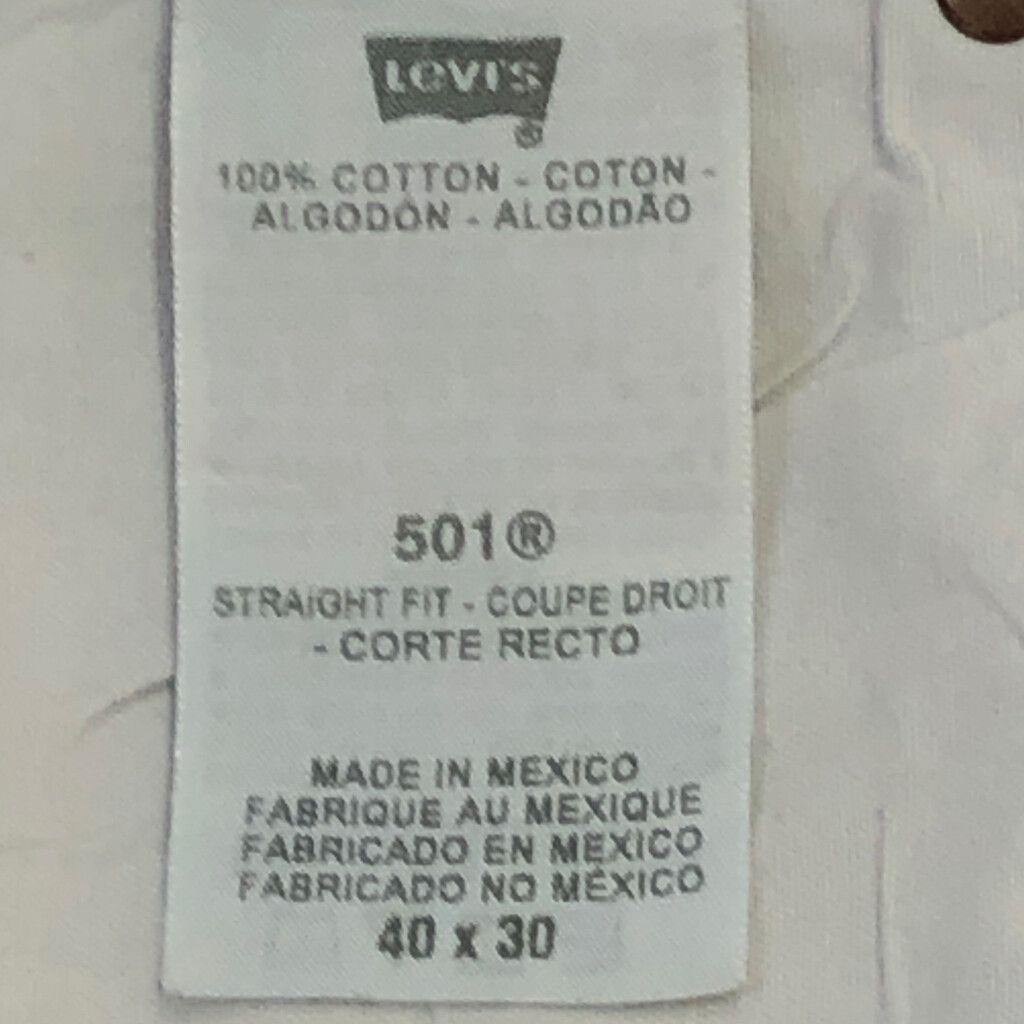 Levi's
®
100% COTTON - COTON -
ALGODÓN - ALGODÃO
501®
STRAIGHT FIT - COUPE DROIT
- CORTE RECTO
MADE IN MEXICO
FABRIQUE AU MEXIQUE
FABRICADO EN MÉXICO
FABRICADO NO MÉXICO
40 x 30